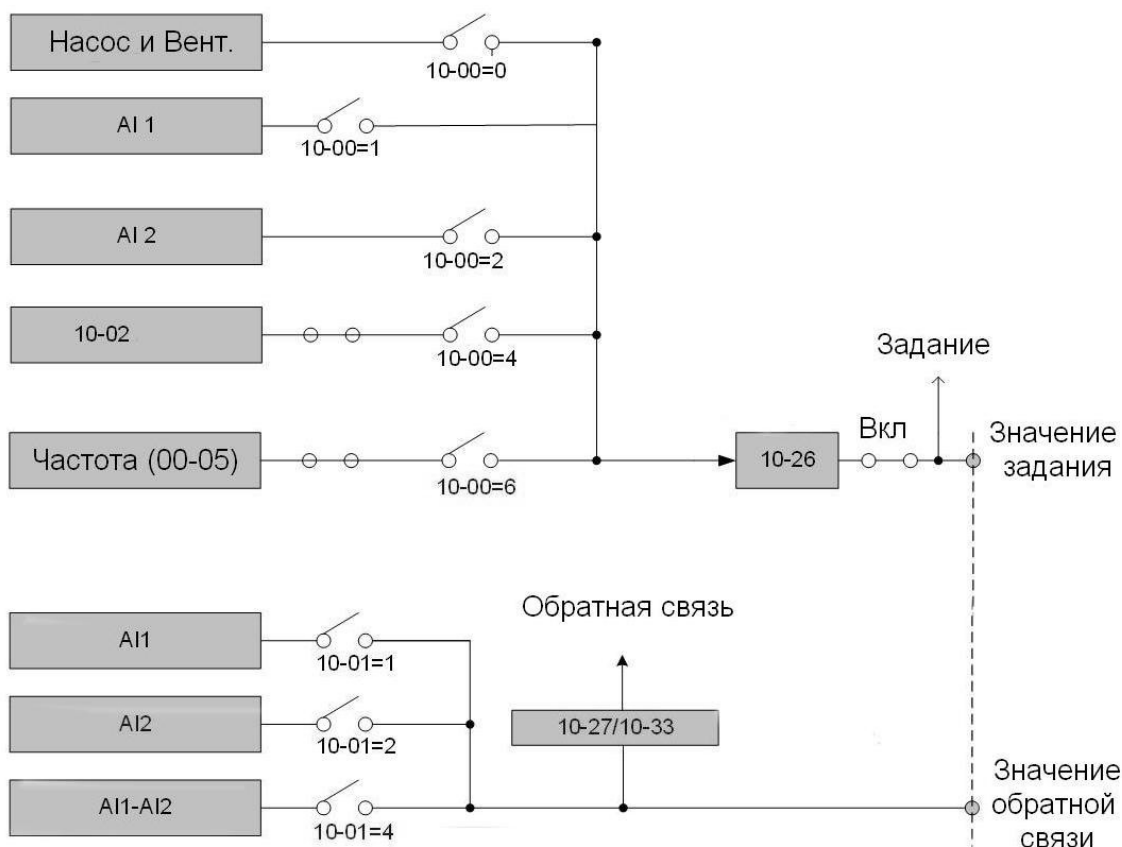 Насос и Вент.
10-00=0
AI 1
10-00=1
AI 2
10-00=2
10-02
10-00=4
Задание
Частота (00-05)
10-00=6
10-26
Вкл
Значение
задания
Обратная связь
AI1
10-01=1
AI2
10-01=2
10-27/10-33
AI1-AI2
10-01=4
Значение
обратной
связи